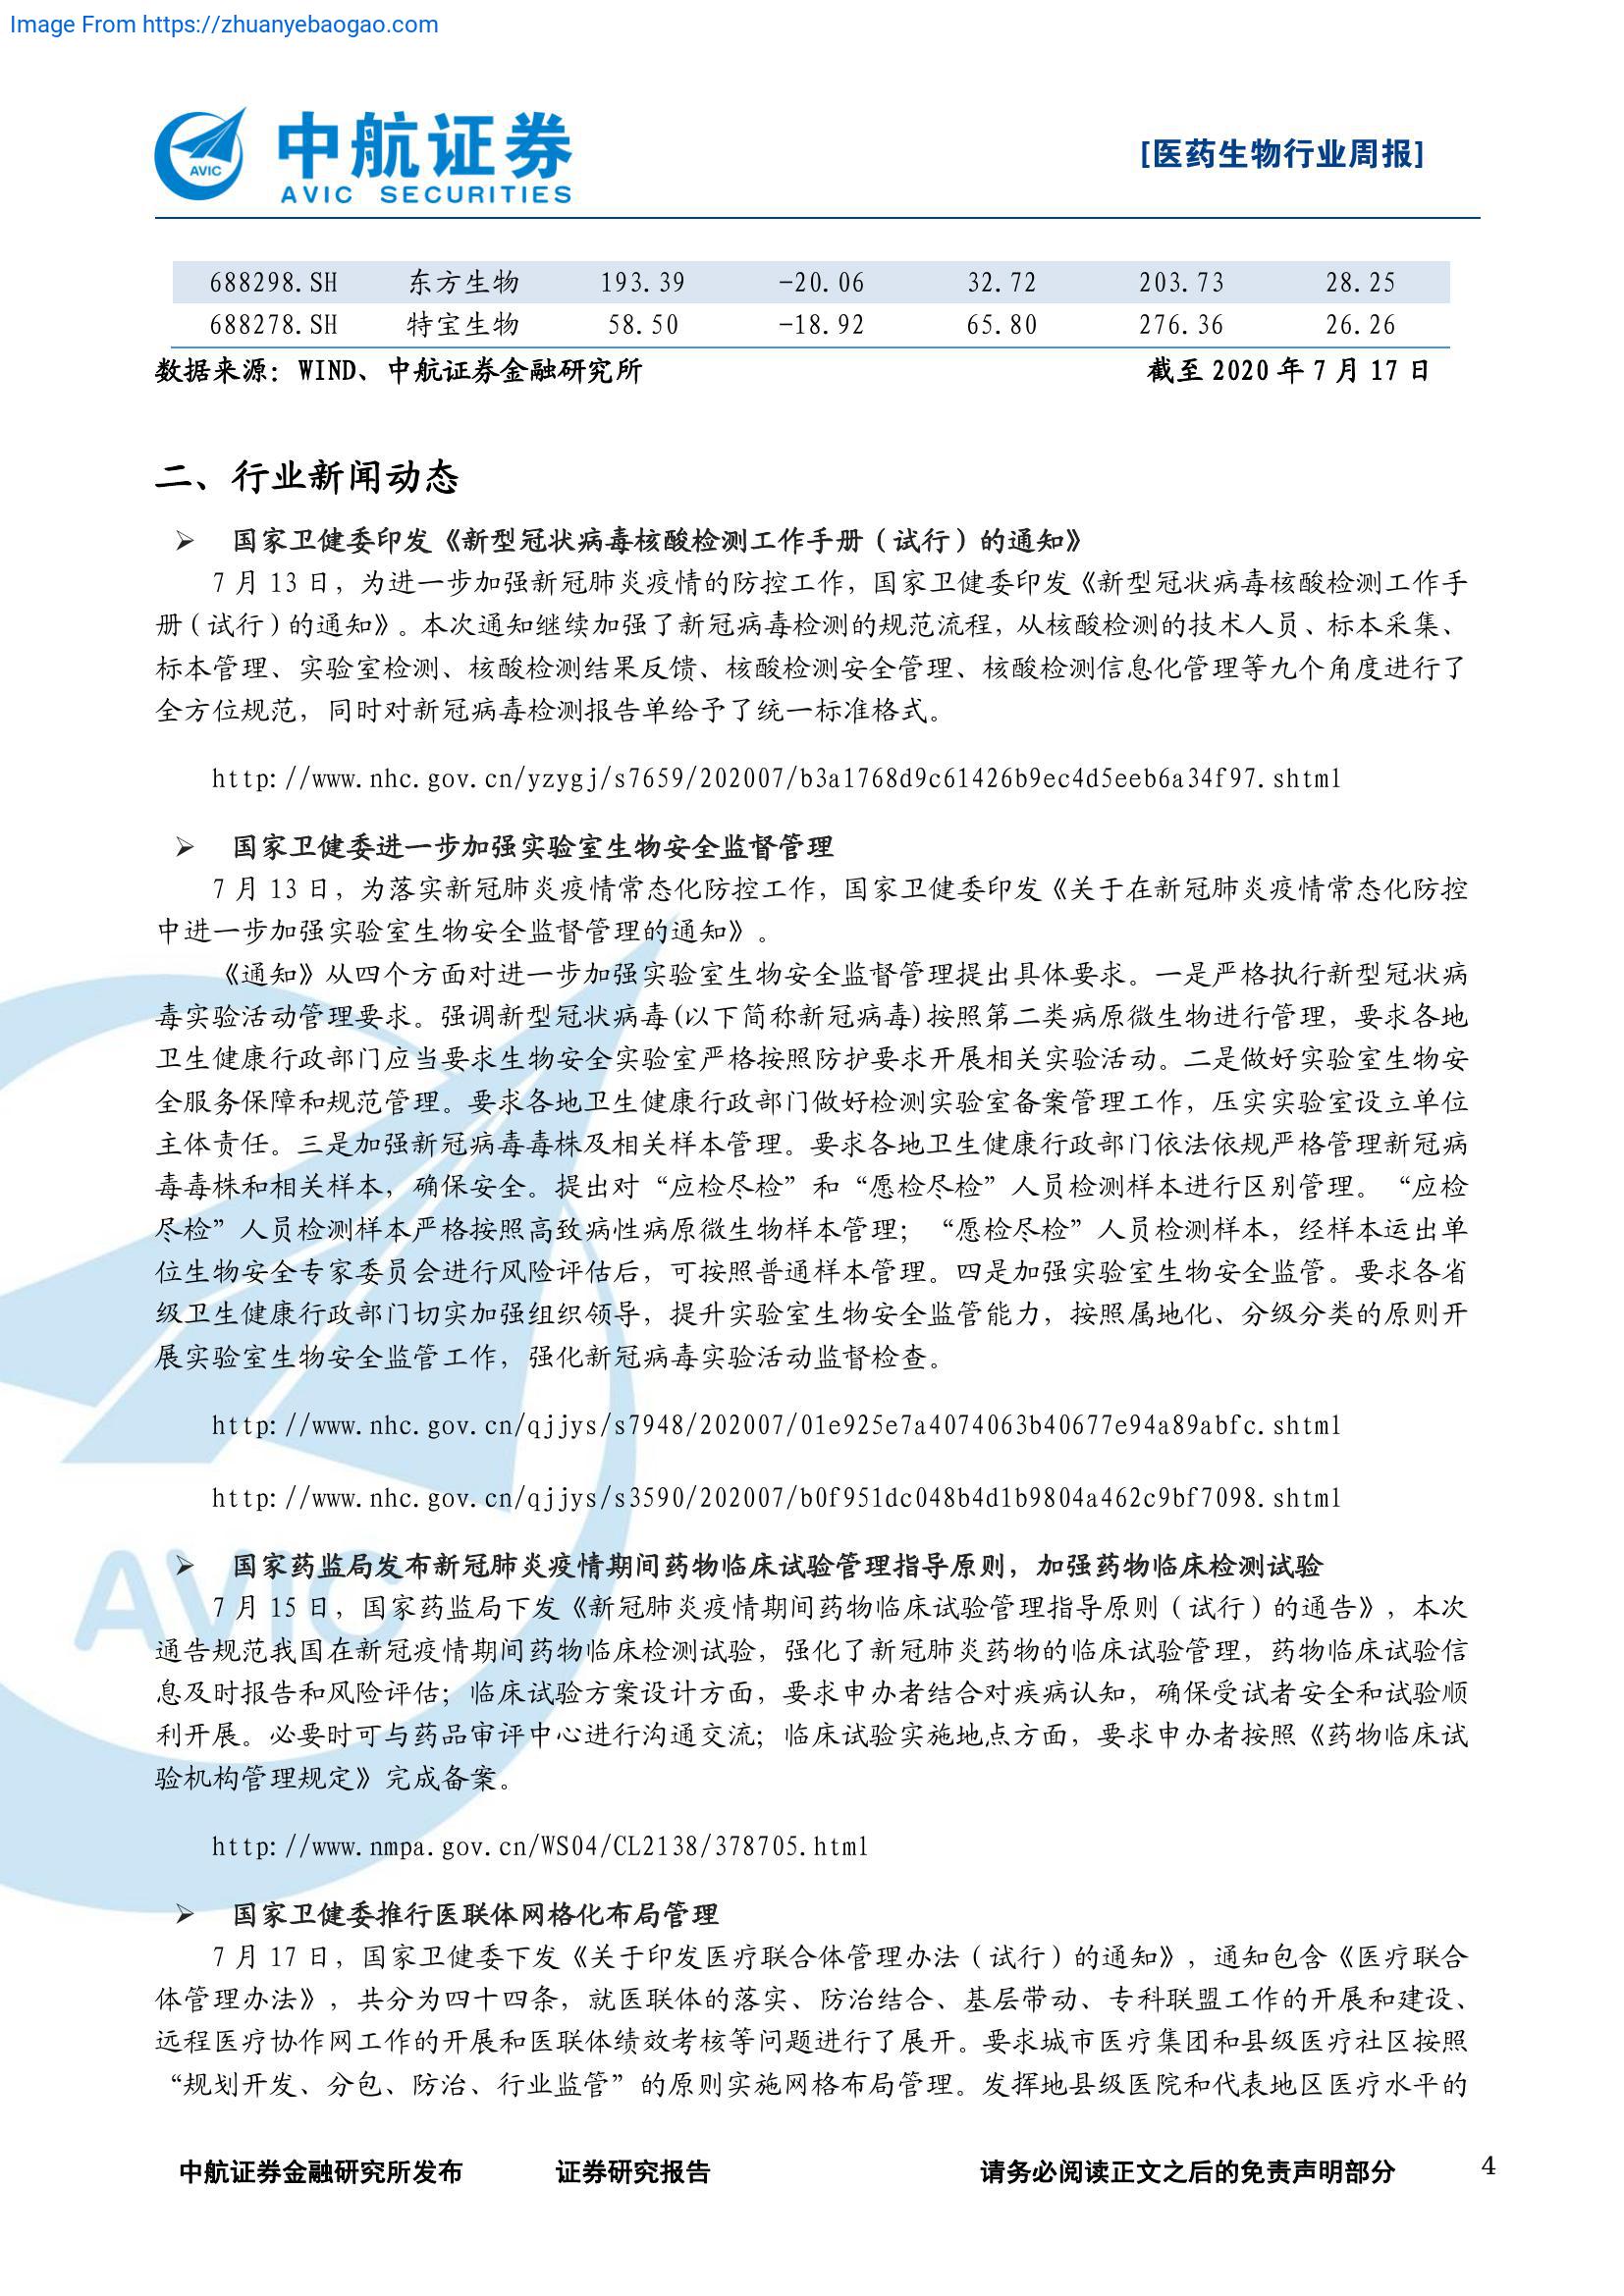 Image From https://zhuanyebaogao.com
中航证券
AVIC
AVIC SECURITIES
[医药生物行业周报]
688298.SH 东方生物 193.39 -20.06 32.72 203.73 28.25
688278.SH 特宝生物 58.50 -18.92 65.80 276.36 26.26
数据来源：WIND、中航证券金融研究所 截至 2020 年 7 月 17 日
二、行业新闻动态
➢ 国家卫健委印发《新型冠状病毒核酸检测工作手册（试行）的通知》
7 月 13 日，为进一步加强新冠肺炎疫情的防控工作，国家卫健委印发《新型冠状病毒核酸检测工作手
册（试行）的通知》。本次通知继续加强了新冠病毒检测的规范流程，从核酸检测的技术人员、标本采集、
标本管理、实验室检测、核酸检测结果反馈、核酸检测安全管理、核酸检测信息化管理等九个角度进行了
全方位规范，同时对新冠病毒检测报告单给予了统一标准格式。
http://www.nhc.gov.cn/yzygj/s7659/202007/b3a1768d9c61426b9ec4d5eeb6a34f97.shtml
➢ 国家卫健委进一步加强实验室生物安全监督管理
7 月 13 日，为落实新冠肺炎疫情常态化防控工作，国家卫健委印发《关于在新冠肺炎疫情常态化防控
中进一步加强实验室生物安全监督管理的通知》。
《通知》从四个方面对进一步加强实验室生物安全监督管理提出具体要求。一是严格执行新型冠状病
毒实验活动管理要求。强调新型冠状病毒(以下简称新冠病毒)按照第二类病原微生物进行管理，要求各地
卫生健康行政部门应当要求生物安全实验室严格按照防护要求开展相关实验活动。二是做好实验室生物安
全服务保障和规范管理。要求各地卫生健康行政部门做好检测实验室备案管理工作，压实实验室设立单位
主体责任。三是加强新冠病毒毒株及相关样本管理。要求各地卫生健康行政部门依法依规严格管理新冠病
毒毒株和相关样本，确保安全。提出对“应检尽检”和“愿检尽检”人员检测样本进行区别管理。“应检
尽检”人员检测样本严格按照高致病性病原微生物样本管理；“愿检尽检”人员检测样本，经样本运出单
位生物安全专家委员会进行风险评估后，可按照普通样本管理。四是加强实验室生物安全监管。要求各省
级卫生健康行政部门切实加强组织领导，提升实验室生物安全监管能力，按照属地化、分级分类的原则开
展实验室生物安全监管工作，强化新冠病毒实验活动监督检查。
http://www.nhc.gov.cn/qjjys/s7948/202007/01e925e7a4074063b40677e94a89abfc.shtml
http://www.nhc.gov.cn/qjjys/s3590/202007/b0f951dc048b4d1b9804a462c9bf7098.shtml
AVIC
➢ 国家药监局发布新冠肺炎疫情期间药物临床试验管理指导原则，加强药物临床检测试验
7 月 15 日，国家药监局下发《新冠肺炎疫情期间药物临床试验管理指导原则（试行）的通告》，本次
通告规范我国在新冠疫情期间药物临床检测试验，强化了新冠肺炎药物的临床试验管理，药物临床试验信
息及时报告和风险评估；临床试验方案设计方面，要求申办者结合对疾病认知，确保受试者安全和试验顺
利开展。必要时可与药品审评中心进行沟通交流；临床试验实施地点方面，要求申办者按照《药物临床试
验机构管理规定》完成备案。
http://www.nmpa.gov.cn/WS04/CL2138/378705.html
➢ 国家卫健委推行医联体网格化布局管理
7 月 17 日，国家卫健委下发《关于印发医疗联合体管理办法（试行）的通知》，通知包含《医疗联合
体管理办法》，共分为四十四条，就医联体的落实、防治结合、基层带动、专科联盟工作的开展和建设、
远程医疗协作网工作的开展和医联体绩效考核等问题进行了展开。要求城市医疗集团和县级医疗社区按照
“规划开发、分包、防治、行业监管”的原则实施网格布局管理。发挥地县级医院和代表地区医疗水平的
中航证券金融研究所发布 证券研究报告 请务必阅读正文之后的免责声明部分 4